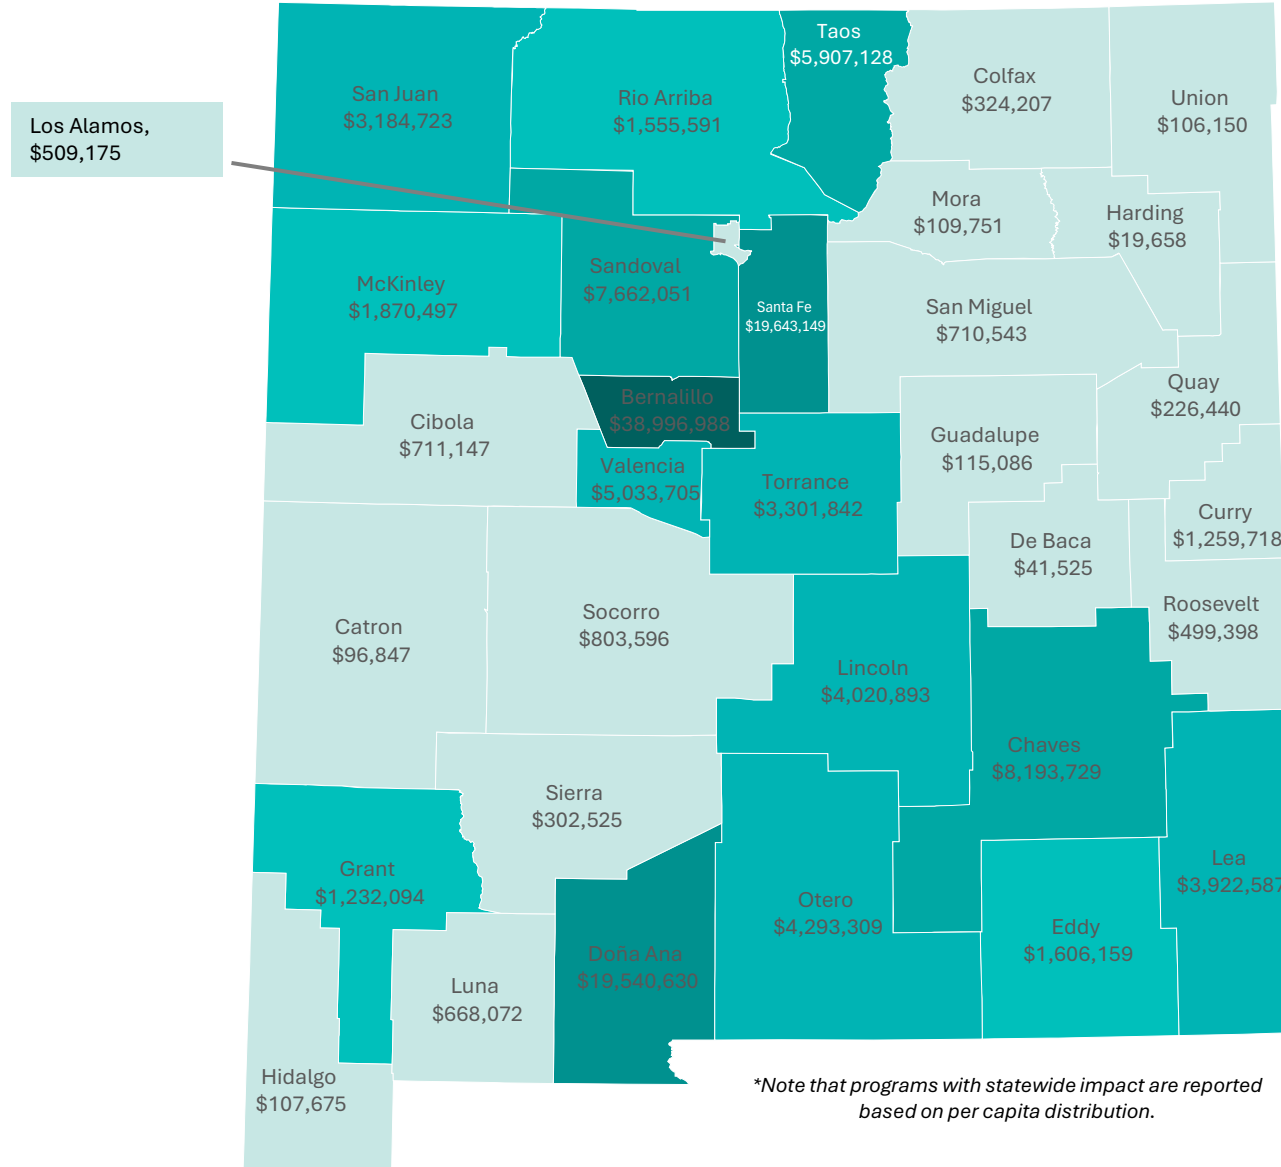 Taos
$5,907,128
San Juan
$3,184,723
Rio Arriba
$1,555,591
Colfax
$324,207
Union
$106,150
Los Alamos,
$509,175
Mora
$109,751
Harding
$19,658
McKinley
$1,870,497
Sandoval
$7,662,051
Santa Fe
$19,643,149
San Miguel
$710,543
Quay
$226,440
Cibola
$711,147
Bernalillo
$38,996,988
Guadalupe
$115,086
Valencia
$5,033,705
Torrance
$3,301,842
Curry
$1,259,718
De Baca
$41,525
Roosevelt
$499,398
Catron
$96,847
Socorro
$803,596
Lincoln
$4,020,893
Chaves
$8,193,729
Sierra
$302,525
Grant
$1,232,094
Lea
$3,922,587
Otero
$4,293,309
Eddy
$1,606,159
Doña Ana
$19,540,630
Luna
$668,072
Hidalgo
$107,675
*Note that programs with statewide impact are reported
based on per capita distribution.